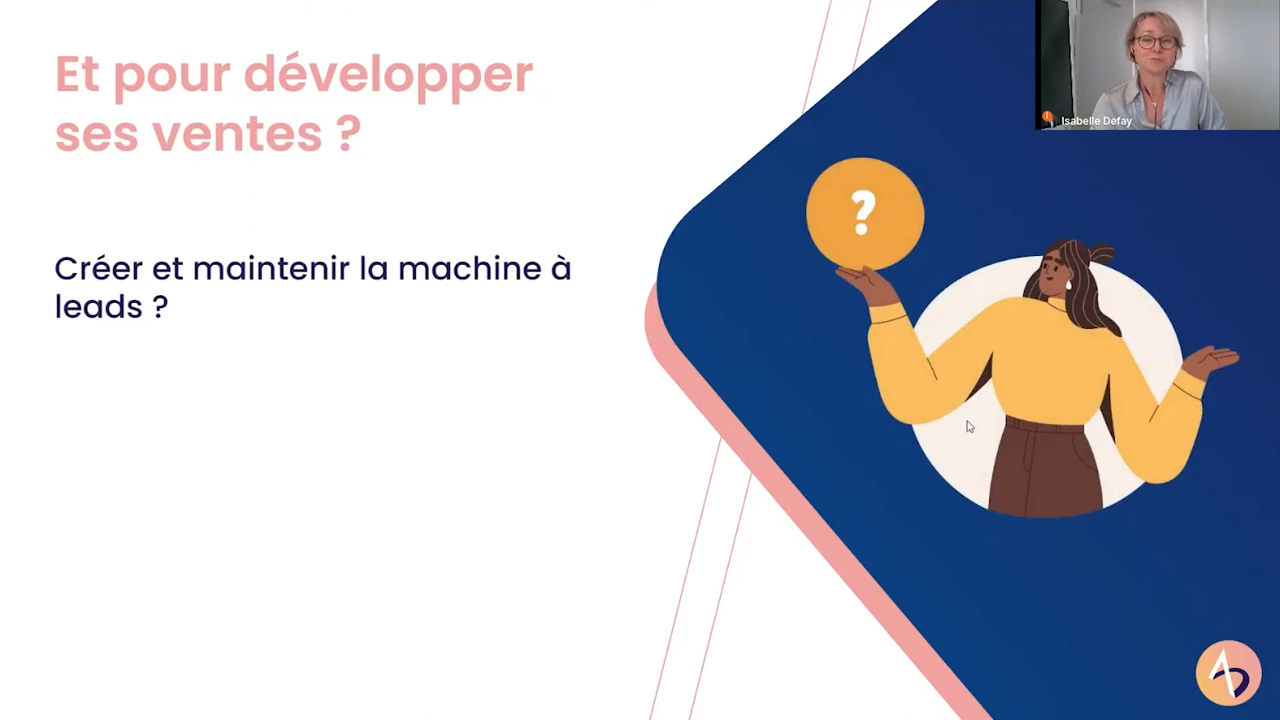 Et pour développer
ses ventes ?
Créer et maintenir la machine à
leads ?
?
Isabelle Defay